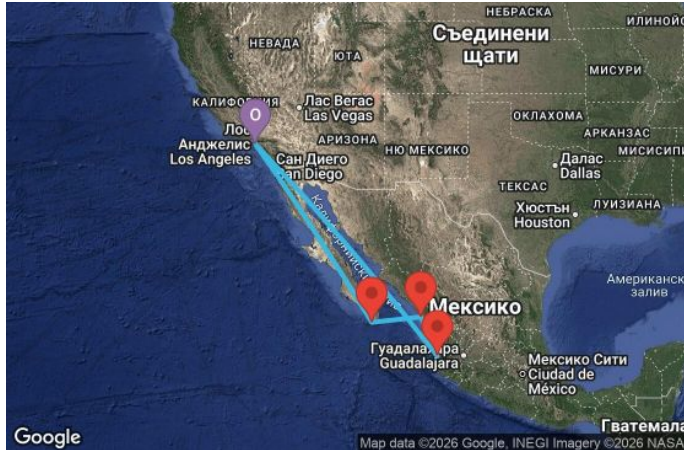 НЕБРАСКА
ИЛИНОЙС
НЕВАДА
Съединени
щати
ЮТА
МИСУРИ
КАЛИФОРНИЯ
Лас Вегас
Las Vegas
O
Лос
Анджелис
Los Angeles
АРИЗОНА
ОКЛАХОМА
АРКАНЗАС
НЮ МЕКСИКО
МИСИСИПИ
Сан Диего
San Diego
Далас
Dallas
ТЕКСАС
Хюстън
Houston
ЛУИЗИАНА
Американск
залив
Мексико
Гуадалахара
Guadalajara
Мексико Сити
Ciudad de
México
Гватемала
Google
Map data ©2026 Google, INEGI Imagery ©2026 NASA